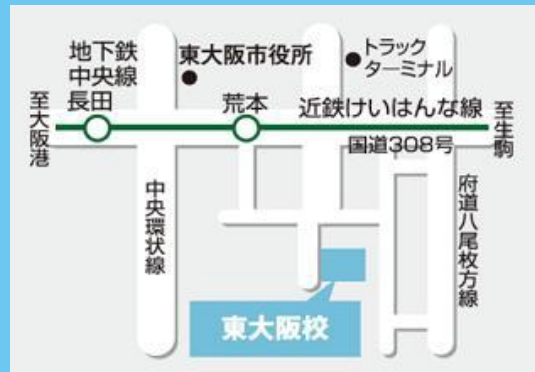 地下鉄
中央線
長田
東大阪市役所
トラック
ターミナル
至大阪港
荒本
近鉄けいはんな線
至生駒
国道308号
中央環状線
府道八尾枚方線
東大阪校